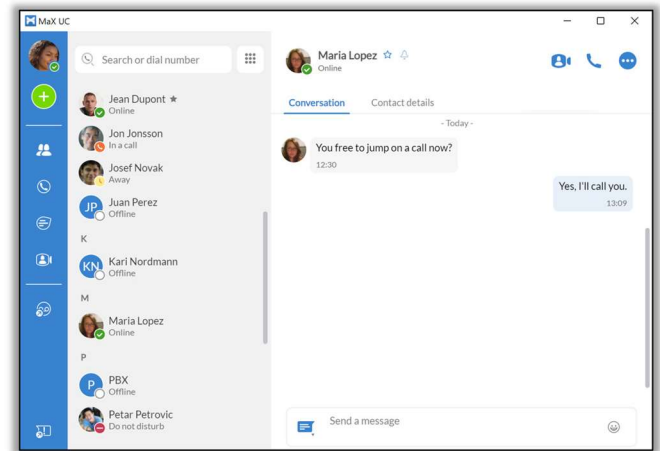 MaX UC
Search or dial number
Jean Dupont
Online
Jon Jonsson
In a call
Josef Novak
Away
JP
Juan Perez
Offline
K
KN
Kari Nordmann
Offline
M
Maria Lopez
Online
P
P
PBX
Offline
Petar Petrovic
Do not disturb
Maria Lopez
Online
Conversation Contact details
- Today -
You free to jump on a call now?
12:30
Yes, I'll call you.
13:09
Send a message